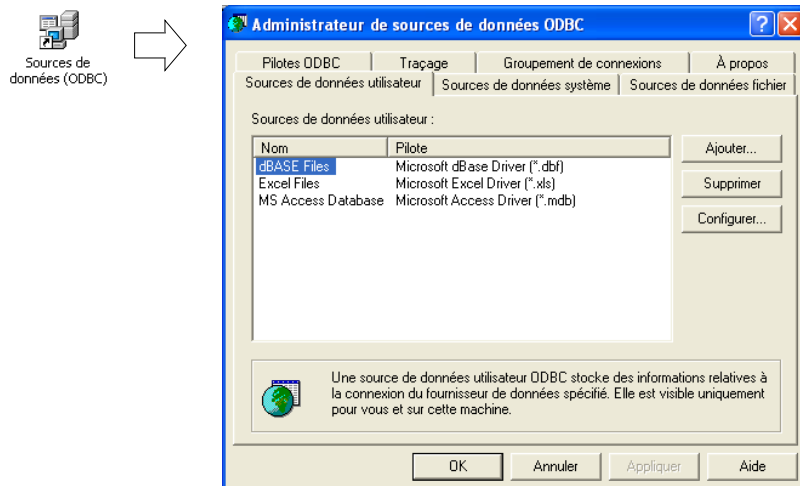 Sources de
données (ODBC)
Administrateur de sources de données ODBC
Pilotes ODBC Traçage Groupement de connexions À propos
Sources de données utilisateur Sources de données système Sources de données fichier
Sources de données utilisateur :
Nom Pilote
dBASE Files Microsoft dBase Driver (*.dbf)
Excel Files Microsoft Excel Driver (*.xls)
MS Access Database Microsoft Access Driver (*.mdb)
Ajouter...
Supprimer
Configurer...
Une source de données utilisateur ODBC stocke des informations relatives à
la connexion du fournisseur de données spécifié. Elle est visible uniquement
pour vous et sur cette machine.
OK Annuler Appliquer Aide